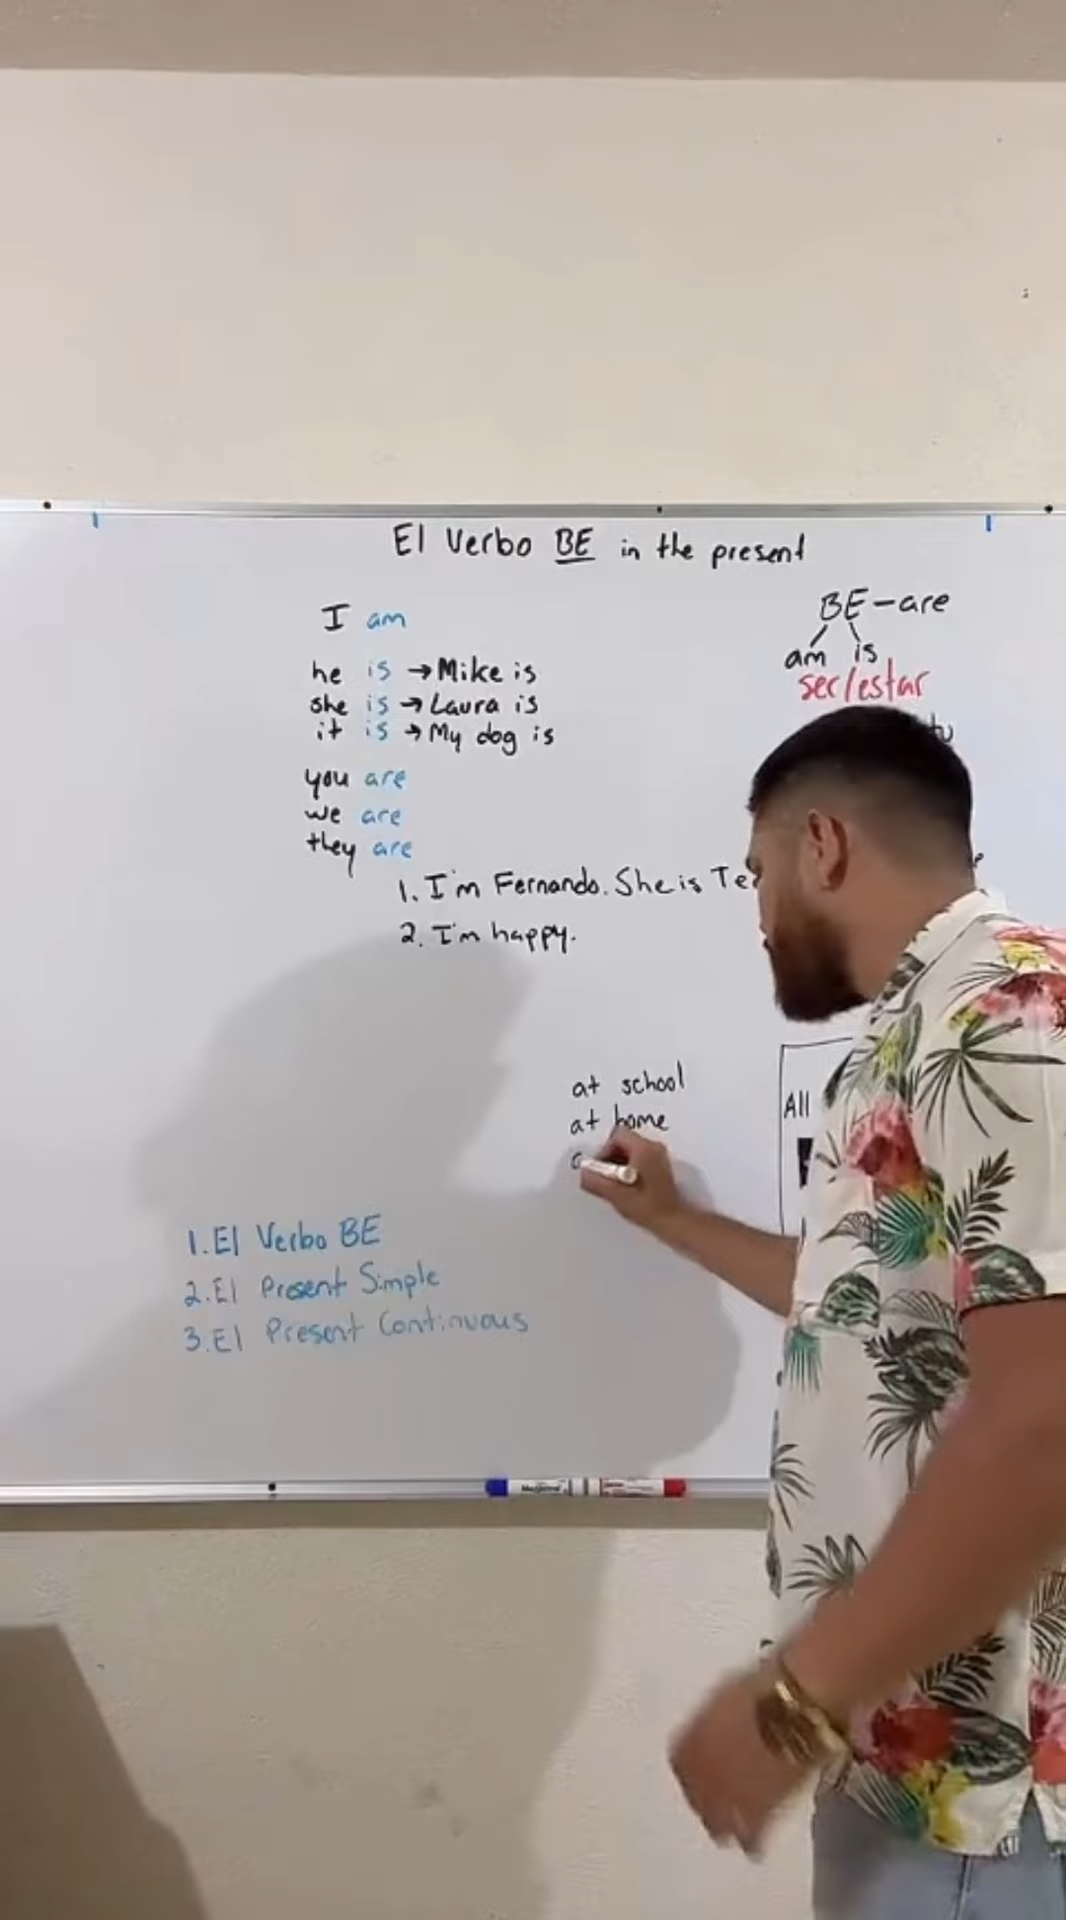 El Verbo BE in the present
I am
he is → Mike is
she is → Laura is
it is → My dog is
you are
we are
they are
BE - are
am is
ser/estar
tú
1. I'm Fernando. She is Te
2. I'm happy.
at school
at home
All
1. El Verbo BE
2. El Present Simple
3. El Present Continuous